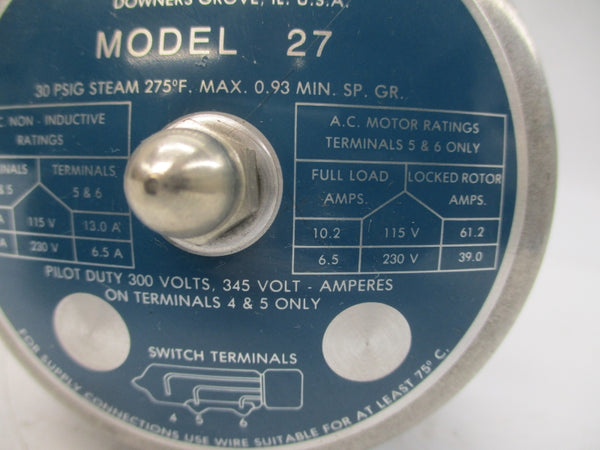 DOWNERS GROVE, IL. U.S.A.
MODEL 27
30 PSIG STEAM 275°F. MAX. 0.93 MIN. SP. GR.
NON - INDUCTIVE
RATINGS
TERMINALS
& 5 5 & 6
115 V 13.0 A
A 230 V 6.5 A
A.C. MOTOR RATINGS
TERMINALS 5 & 6 ONLY
FULL LOAD LOCKED ROTOR
AMPS. AMPS.
10.2 115 V 61.2
6.5 230 V 39.0
PILOT DUTY 300 VOLTS, 345 VOLT - AMPERES
ON TERMINALS 4 & 5 ONLY
SWITCH TERMINALS
4 5 6
FOR SUPPLY CONNECTIONS USE WIRE SUITABLE FOR AT LEAST 75° C.